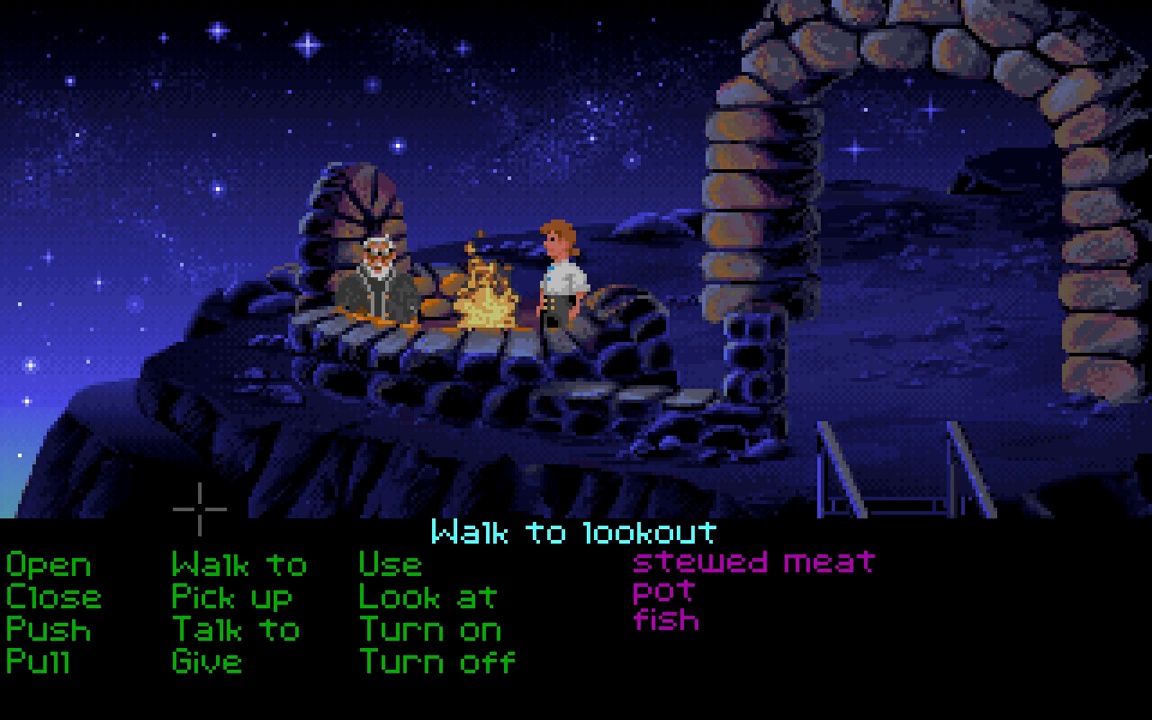 Walk to lookout
Open Walk to Use stewed meat
Close Pick up Look at pot
Push Talk to Turn on fish
Pull Give Turn off